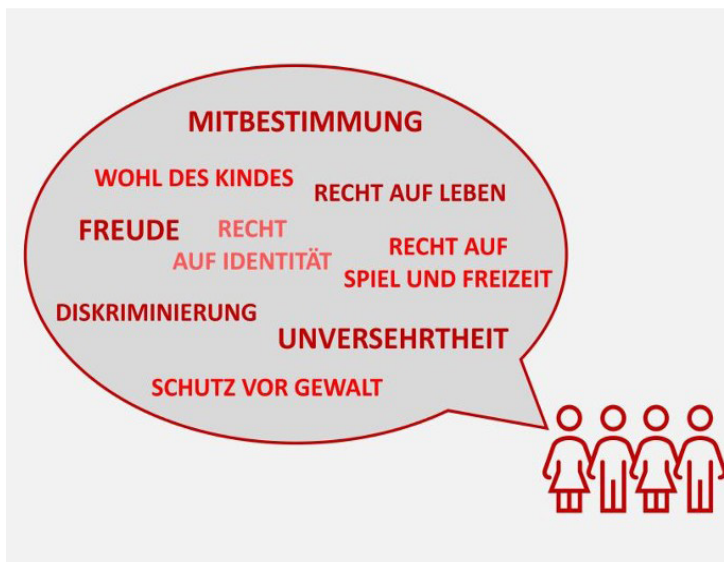 MITBESTIMMUNG
WOHL DES KINDES
RECHT AUF LEBEN
FREUDE
RECHT
AUF IDENTITÄT
RECHT AUF
SPIEL UND FREIZEIT
DISKRIMINIERUNG
UNVERSEHRTHEIT
SCHUTZ VOR GEWALT